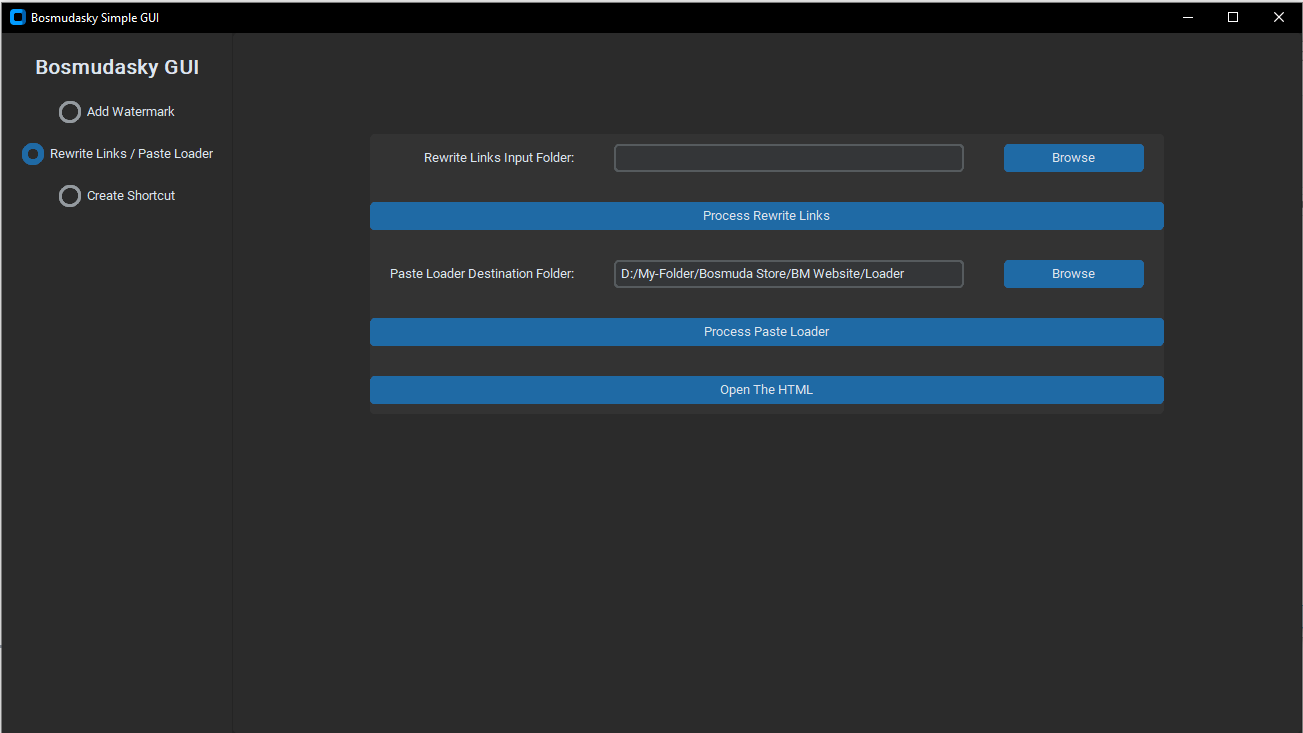 Bosmudasky Simple GUI
Bosmudasky GUI
Add Watermark
Rewrite Links / Paste Loader
Create Shortcut
Rewrite Links Input Folder: Browse
Process Rewrite Links
Paste Loader Destination Folder: D:/My-Folder/Bosmuda Store/BM Website/Loader Browse
Process Paste Loader
Open The HTML